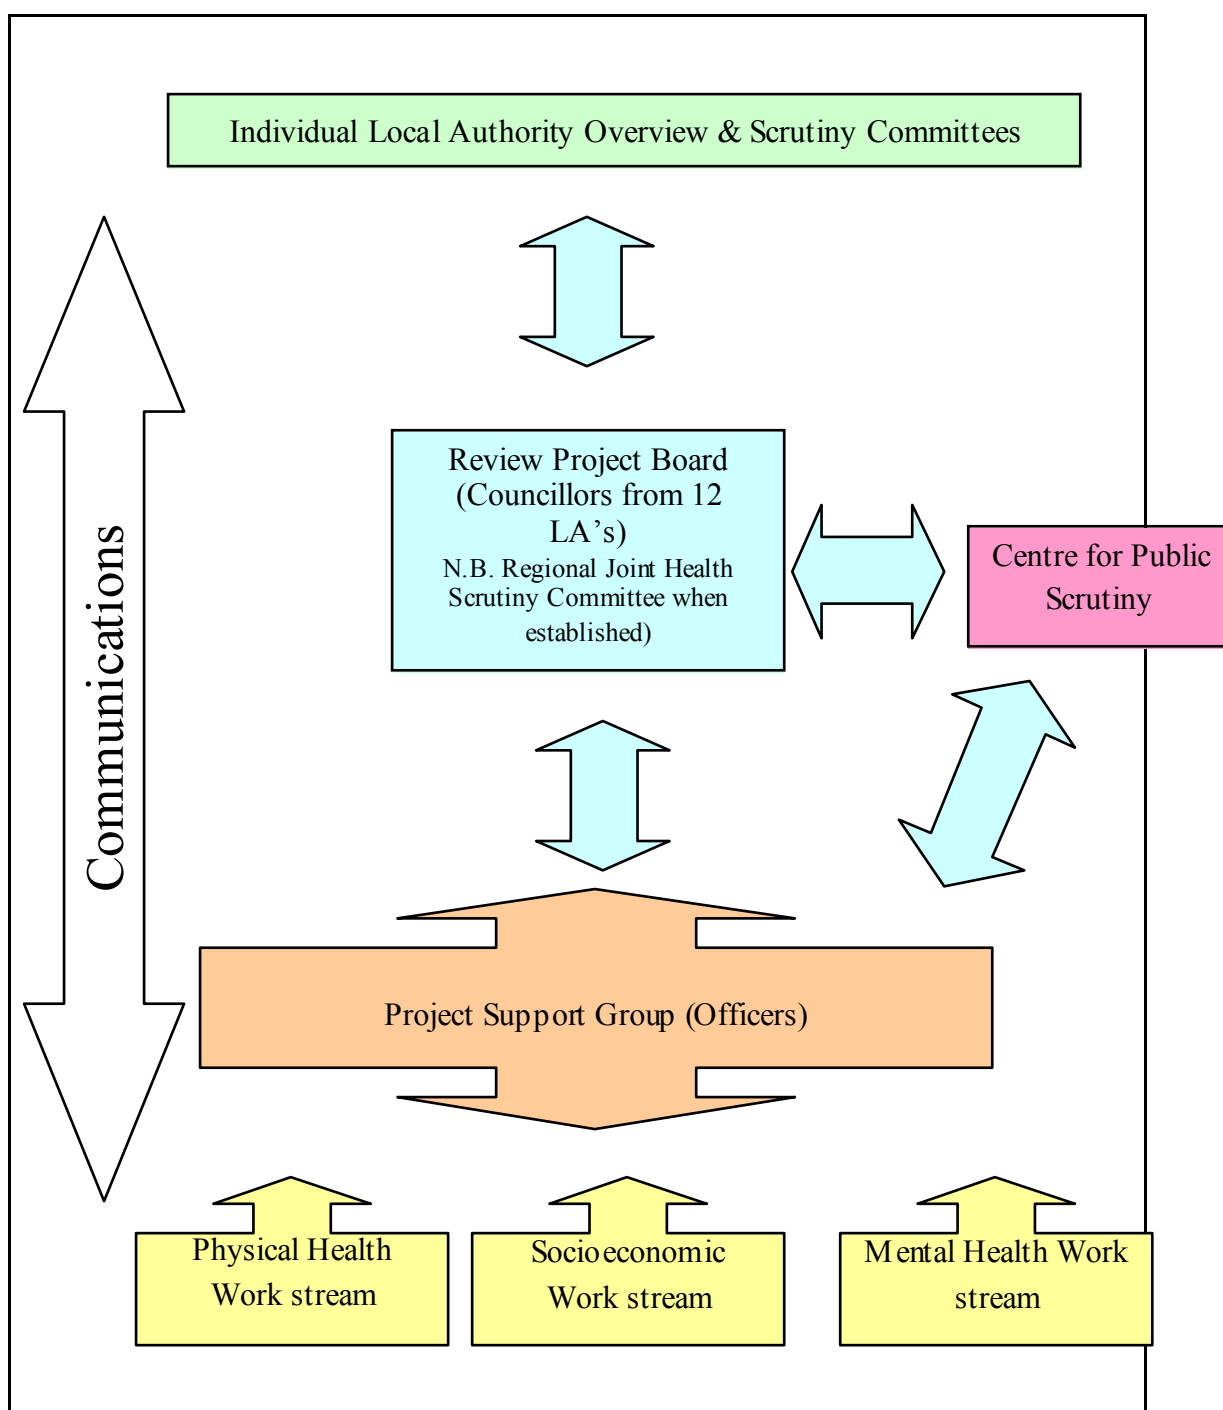 Individual Local Authority Overview & Scrutiny Committees
Review Project Board
(Councillors from 12
LA’s)
N.B. Regional Joint Health
Scrutiny Committee when
established)
Centre for Public
Scrutiny
Communications
Project Support Group (Officers)
Physical Health
Work stream
Socioeconomic
Work stream
Mental Health Work
stream